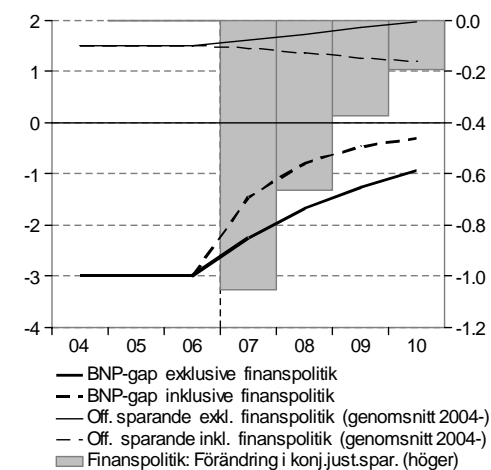 2
1
0
-1
-2
-3
-4
0.0
-0.2
-0.4
-0.6
-0.8
-1.0
-1.2
04 05 06 07 08 09 10
BNP-gap exklusive finanspolitik
BNP-gap inklusive finanspolitik
Off. sparande exkl. finanspolitik (genomsnitt 2004-)
Off. sparande inkl. finanspolitik (genomsnitt 2004-)
Finanspolitik: Förändring i konj.just.spar. (höger)